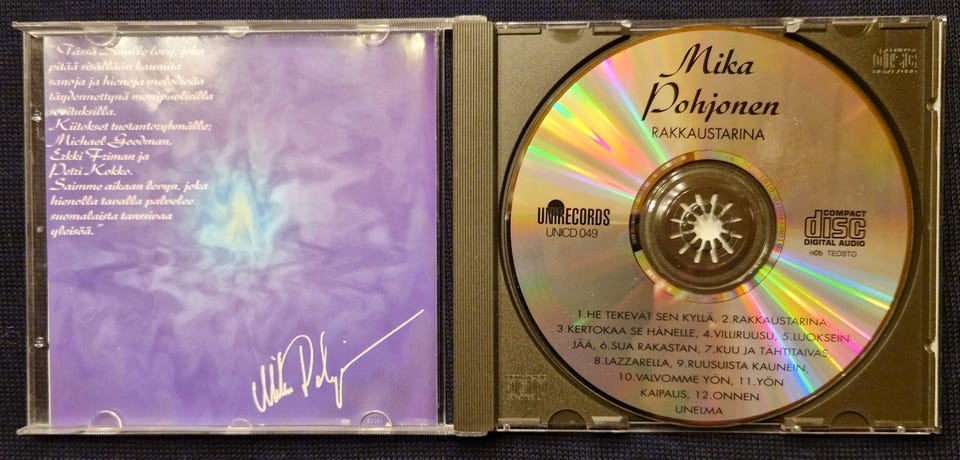 "Tässä Sinulle levy, joka
pitää sisällään kauniita
sanoja ja hienoja melodioita
täydennettynä monipuolisilla
sovituksilla.
Kiitokset tuotantoryhmälle;
Michael Goodman,
Erkki Friman ja
Petri Kokko.
Saimme aikaan levyn, joka
hienolla tavalla palvelee
suomalaista tanssivaa
yleisöä."
Mika
Pohjonen
RAKKAUSTARINA
UNIRECORDS
UNICD 049
COMPACT
disc
DIGITAL AUDIO
n©b TEOSTO
1.HE TEKEVÄT SEN KYLLÄ, 2.RAKKAUSTARINA,
3.KERTOKAA SE HÄNELLE, 4.VILLIRUUSU, 5.LUOKSEIN
JÄÄ, 6.SUA RAKASTAN, 7.KUU JA TÄHTITAIVAS,
8.LAZZARELLA, 9.RUUSUISTA KAUNEIN,
10.VALVOMME YÖN, 11.YÖN
KAIPAUS, 12.ONNEN
UNELMA